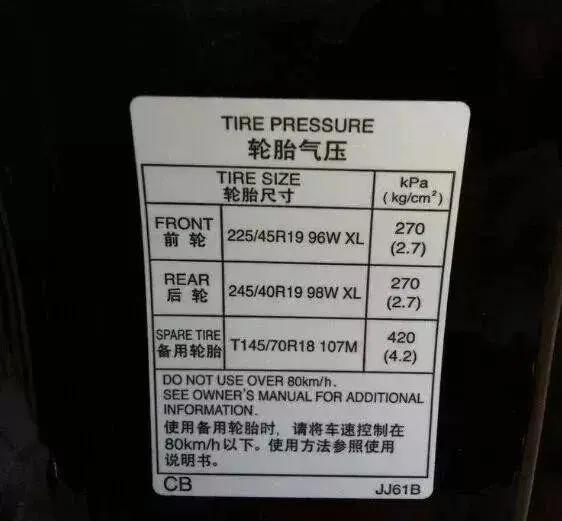 TIRE PRESSURE
轮胎气压
TIRE SIZE
轮胎尺寸
kPa
(kg/cm²)
FRONT
前 轮
225/45R19 96W XL
270
(2.7)
REAR
后 轮
245/40R19 98W XL
270
(2.7)
SPARE TIRE
备用轮胎
T145/70R18 107M
420
(4.2)
DO NOT USE OVER 80km/h.
SEE OWNER'S MANUAL FOR ADDITIONAL
INFORMATION.
使用备用轮胎时, 请将车速控制在
80km/h以下。使用方法参照使用
说明书。
CB
JJ61B